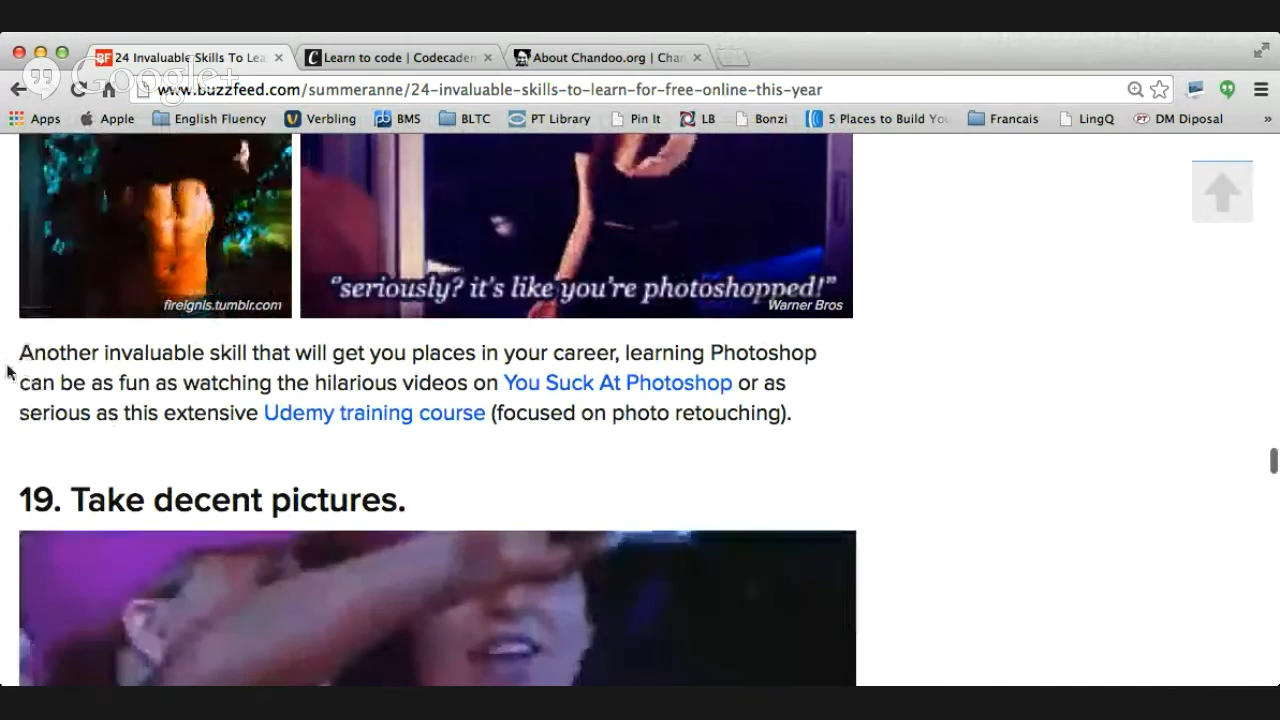 24 Invaluable Skills To Lea
Learn to code | Codecaden
About Chandoo.org | Chan
Google+
www.buzzfeed.com/summeranne/24-invaluable-skills-to-learn-for-free-online-this-year
Apps Apple English Fluency Verbling BMS BLTC PT Library Pin It LB Bonzi 5 Places to Build Yo Francais LingQ DM Diposal »
"seriously? it's like you're photoshopped!"
fireignis.tumblr.com
Warner Bros
Another invaluable skill that will get you places in your career, learning Photoshop
can be as fun as watching the hilarious videos on You Suck At Photoshop or as
serious as this extensive Udemy training course (focused on photo retouching).
19. Take decent pictures.